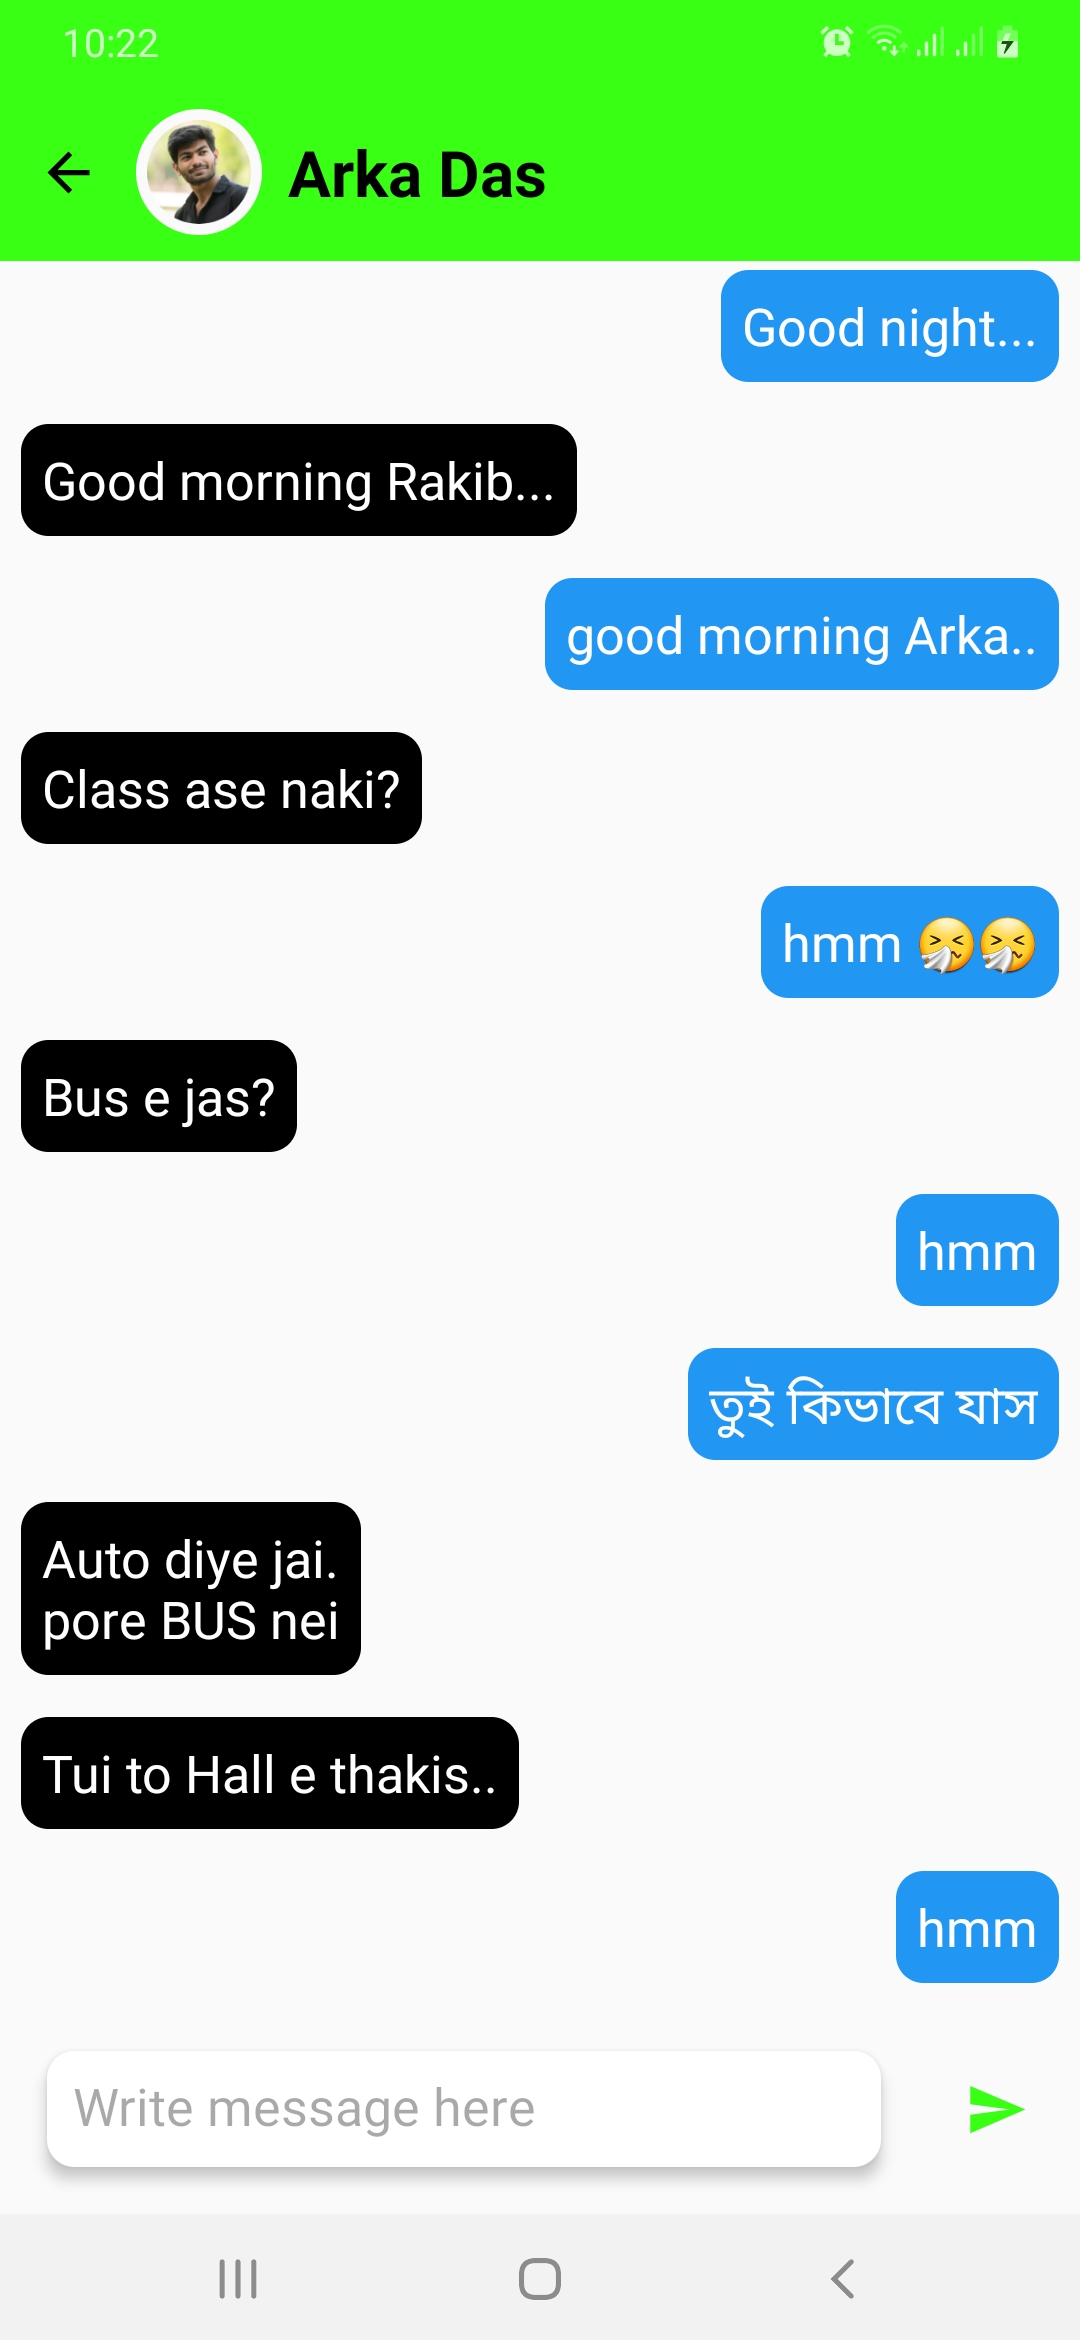 10:22
Arka Das
Good night...
Good morning Rakib...
good morning Arka..
Class ase naki?
hmm 🤧🤧
Bus e jas?
hmm
তুই কিভাবে যাস
Auto diye jai.
pore BUS nei
Tui to Hall e thakis..
hmm
Write message here